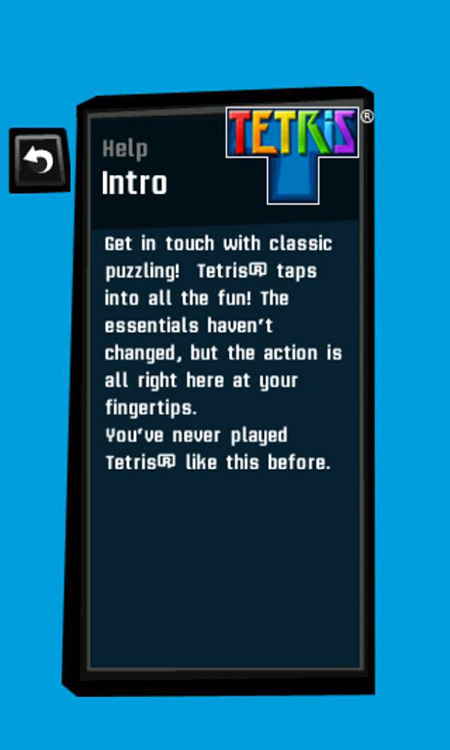 TETRIS®
Help
Intro
Get in touch with classic
puzzling! Tetris® taps
into all the fun! The
essentials haven't
changed, but the action is
all right here at your
fingertips.
You've never played
Tetris® like this before.